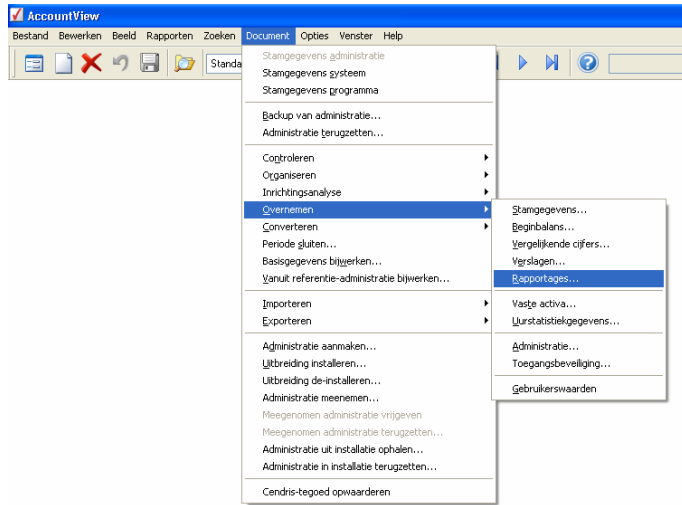 AccountView
Bestand Bewerken Beeld Rapporten Zoeken Document Opties Venster Help
Standa
Stamgegevens administratie
Stamgegevens systeem
Stamgegevens programma
Backup van administratie...
Administratie terugzetten...
Controleren
Organiseren
Inrichtingsanalyse
Overnemen
Converteren
Periode sluiten...
Basisgegevens bijwerken...
Vanuit referentie-administratie bijwerken...
Importeren
Exporteren
Administratie aanmaken...
Uitbreiding installeren...
Uitbreiding de-installeren...
Administratie meenemen...
Meegenomen administratie vrijgeven
Meegenomen administratie terugzetten...
Administratie uit installatie ophalen...
Administratie in installatie terugzetten...
Cendris-tegoed opwaarderen
Stamgegevens...
Beginbalans...
Vergelijkende cijfers...
Verslagen...
Rapportages...
Vaste activa...
Uurstatistiekgegevens...
Administratie...
Toegangsbeveiliging...
Gebruikerswaarden